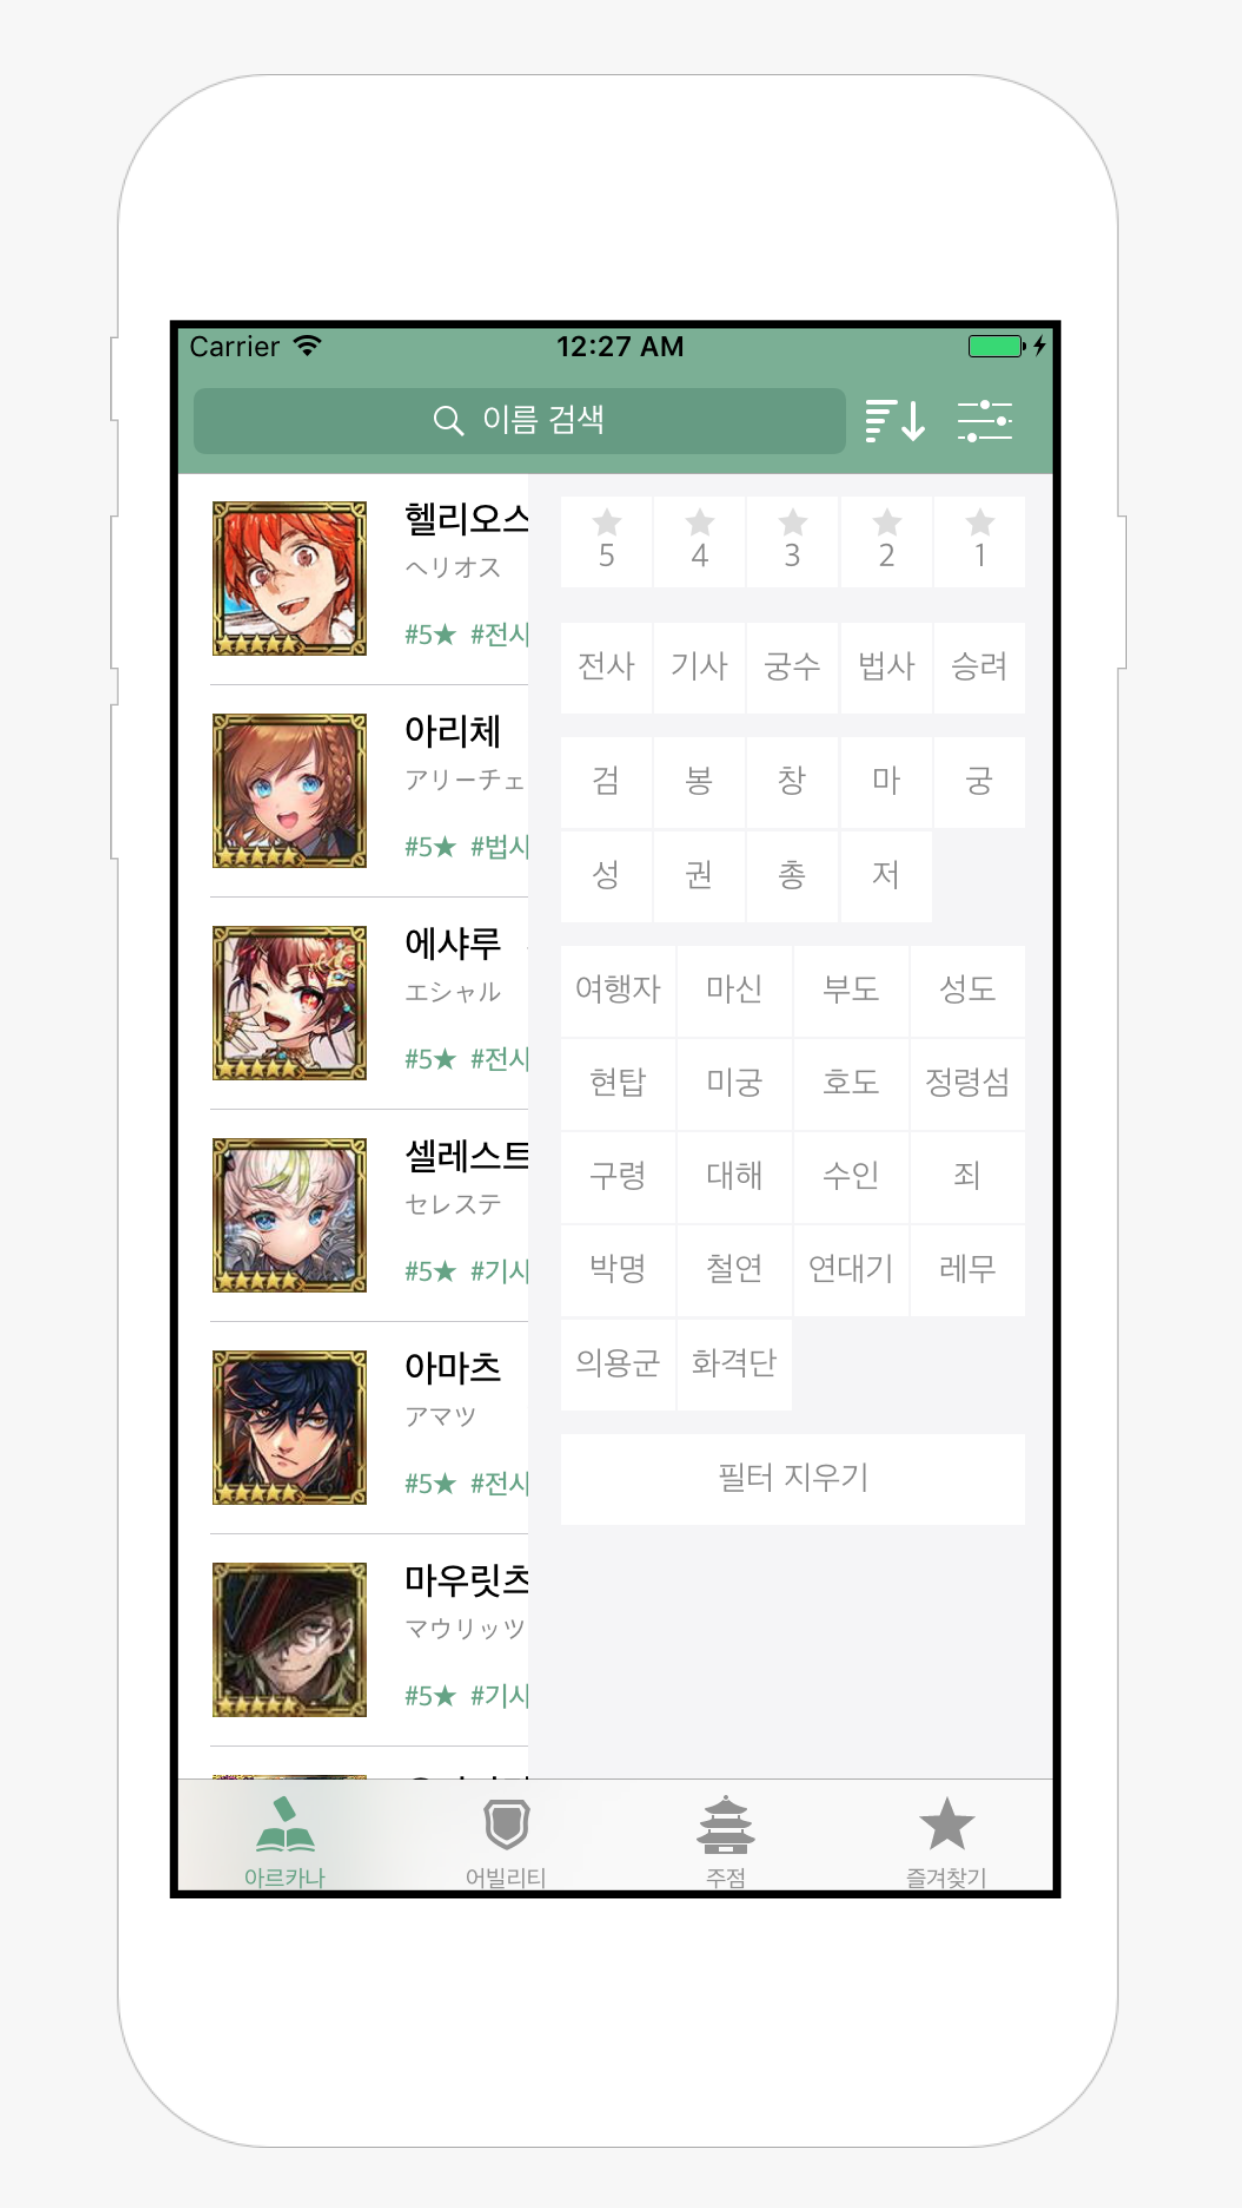 Carrier 12:27 AM
이름 검색
헬리오스
ヘリオス
#5★ #전사
아리체
アリーチェ
#5★ #법사
에샤루
エシャル
#5★ #전사
셀레스트
セレステ
#5★ #기사
아마츠
アマツ
#5★ #전사
마우릿츠
マウリッツ
#5★ #기사
5 4 3 2 1
전사 기사 궁수 법사 승려
검 봉 창 마 궁
성 권 총 저
여행자 마신 부도 성도
현탑 미궁 호도 정령섬
구령 대해 수인 죄
박명 철연 연대기 레무
의용군 화격단
필터 지우기
아르카나 어빌리티 주점 즐겨찾기